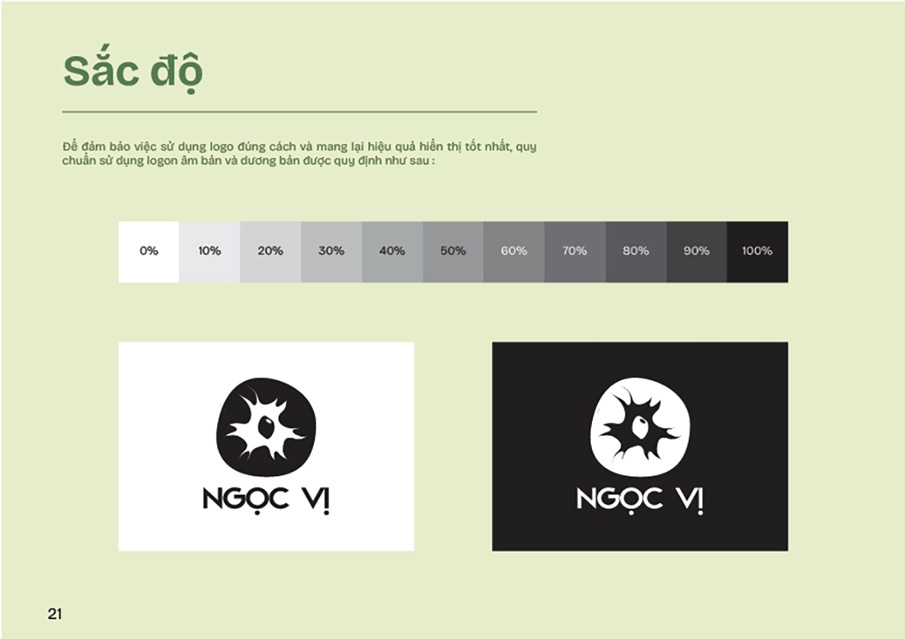 Sắc độ
Để đảm bảo việc sử dụng logo đúng cách và mang lại hiệu quả hiển thị tốt nhất, quy
chuẩn sử dụng logon âm bản và dương bản được quy định như sau :
0% 10% 20% 30% 40% 50% 60% 70% 80% 90% 100%
NGỌC VỊ
NGỌC VỊ
21